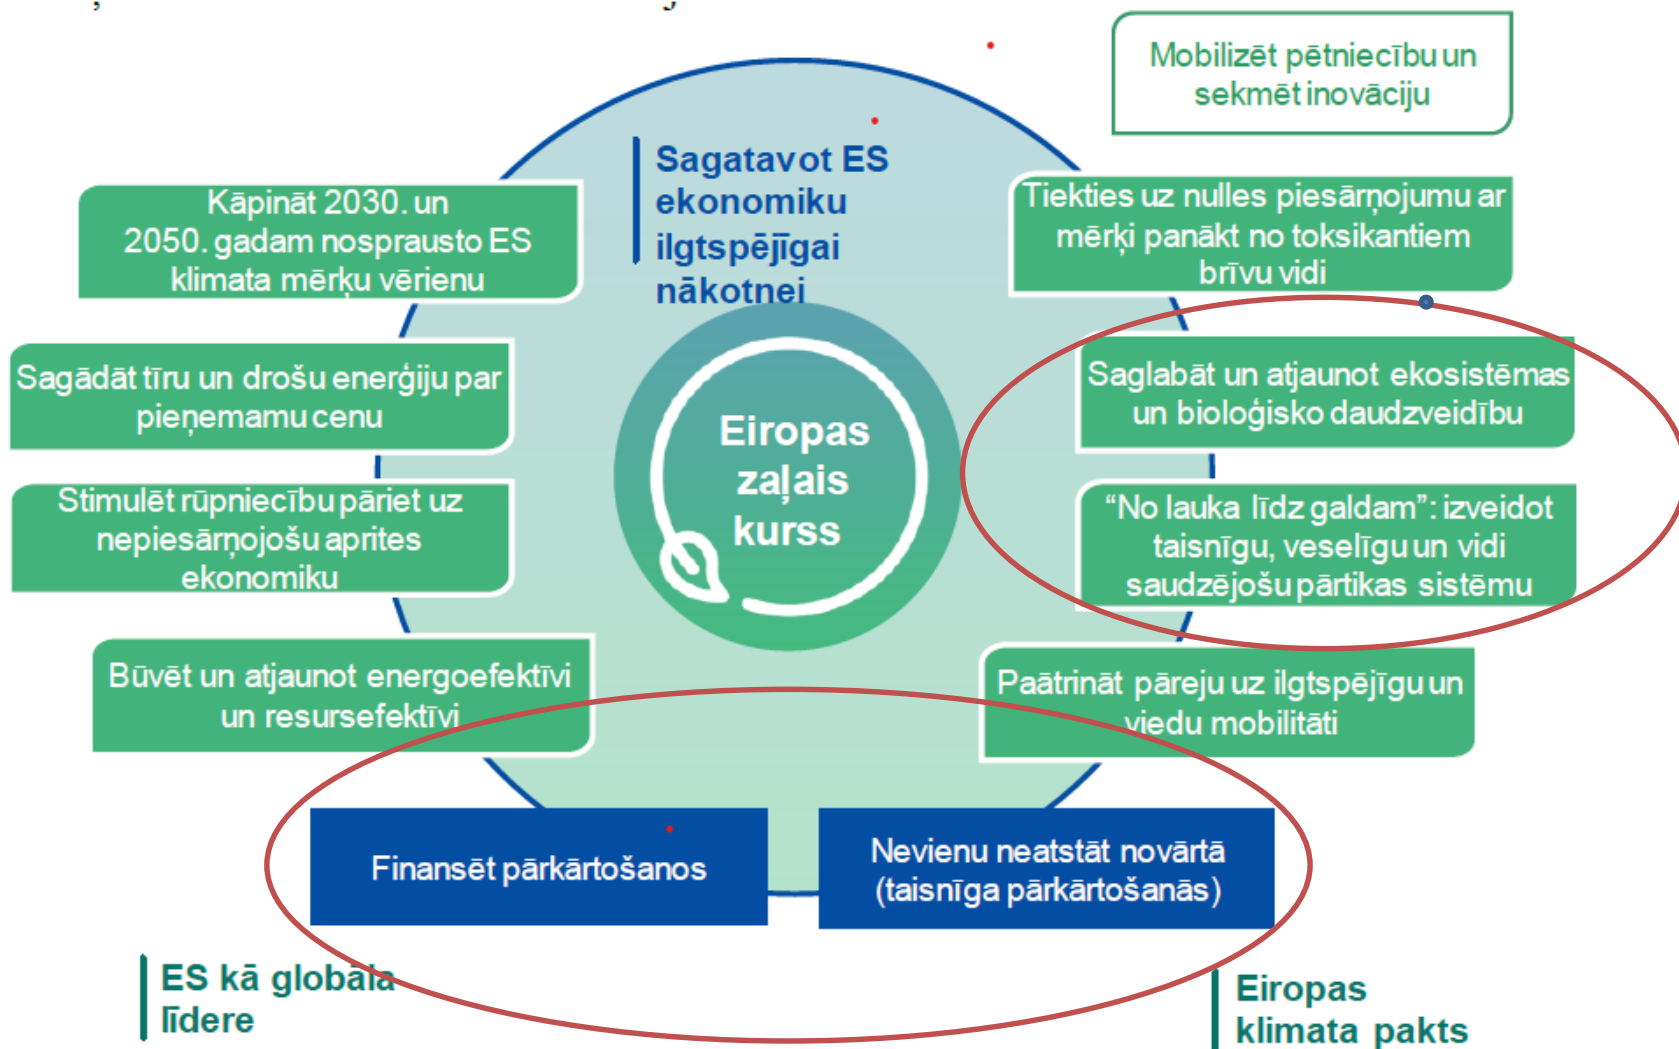 Mobilizēt pētniecību un
sekmēt inovāciju
Sagatavot ES
ekonomiku
ilgtspējīgai
nākotnei
Kāpināt 2030. un
2050. gadam nosprausto ES
klimata mērķu vērienu
Tiekties uz nulles piesārņojumu ar
mērķi panākt no toksikantiem
brīvu vidi
Sagādāt tīru un drošu enerģiju par
pieņemamu cenu
Saglabāt un atjaunot ekosistēmas
un bioloģisko daudzveidību
Eiropas
zaļais
kurss
Stimulēt rūpniecību pāriet uz
nepiesārņojošu aprites
ekonomiku
“No lauka līdz galdam”: izveidot
taisnīgu, veselīgu un vidi
saudzējošu pārtikas sistēmu
Būvēt un atjaunot energoefektīvi
un resursefektīvi
Paātrināt pāreju uz ilgtspējīgu un
viedu mobilitāti
Finansēt pārkārtošanos
Nevienu neatstāt novārtā
(taisnīga pārkārtošanās)
ES kā globāla
līdere
Eiropas
klimata pakts